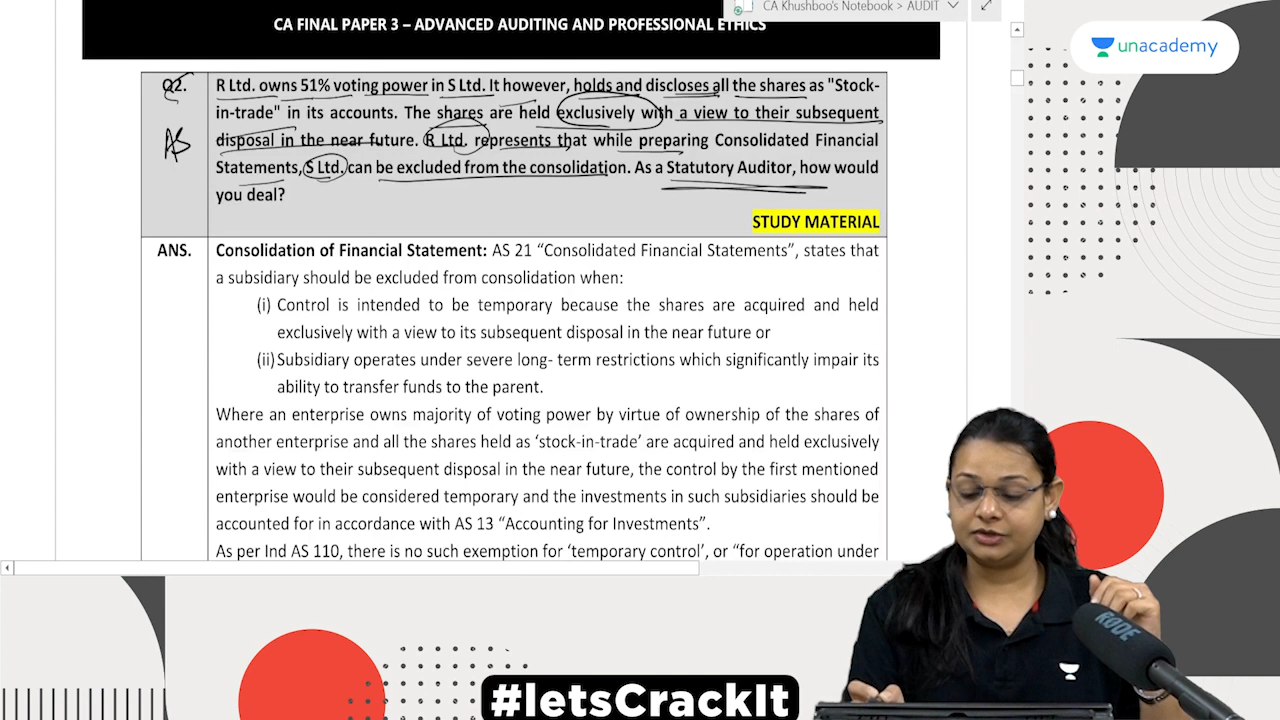 CA Khushboo's Notebook > AUDIT
CA FINAL PAPER 3 – ADVANCED AUDITING AND PROFESSIONAL ETHICS
unacademy
Q2.
AS
R Ltd. owns 51% voting power in S Ltd. It however, holds and discloses all the shares as "Stock-
in-trade" in its accounts. The shares are held exclusively with a view to their subsequent
disposal in the near future. R Ltd. represents that while preparing Consolidated Financial
Statements, S Ltd. can be excluded from the consolidation. As a Statutory Auditor, how would
you deal?
STUDY MATERIAL
ANS.
Consolidation of Financial Statement: AS 21 “Consolidated Financial Statements”, states that
a subsidiary should be excluded from consolidation when:
(i) Control is intended to be temporary because the shares are acquired and held
exclusively with a view to its subsequent disposal in the near future or
(ii) Subsidiary operates under severe long- term restrictions which significantly impair its
ability to transfer funds to the parent.
Where an enterprise owns majority of voting power by virtue of ownership of the shares of
another enterprise and all the shares held as ‘stock-in-trade’ are acquired and held exclusively
with a view to their subsequent disposal in the near future, the control by the first mentioned
enterprise would be considered temporary and the investments in such subsidiaries should be
accounted for in accordance with AS 13 “Accounting for Investments”.
As per Ind AS 110, there is no such exemption for ‘temporary control’, or “for operation under
RODE
#letsCrackIt